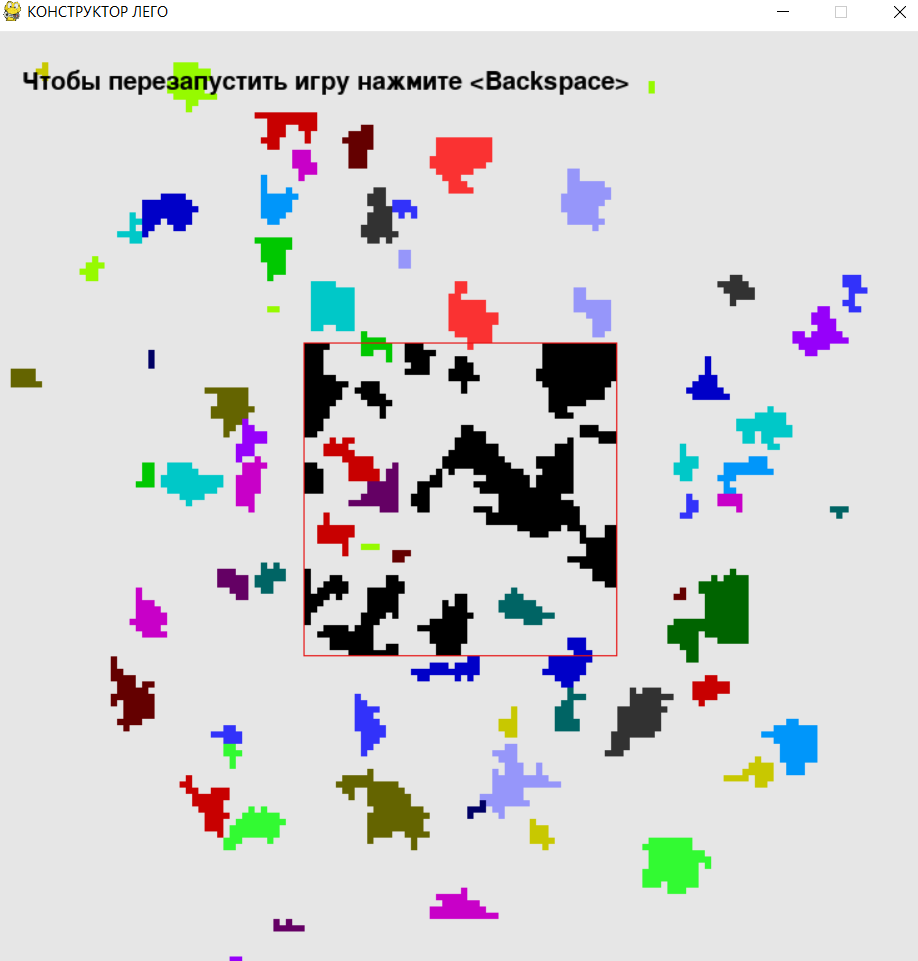 КОНСТРУКТОР ЛЕГО
Чтобы перезапустить игру нажмите <Backspace>